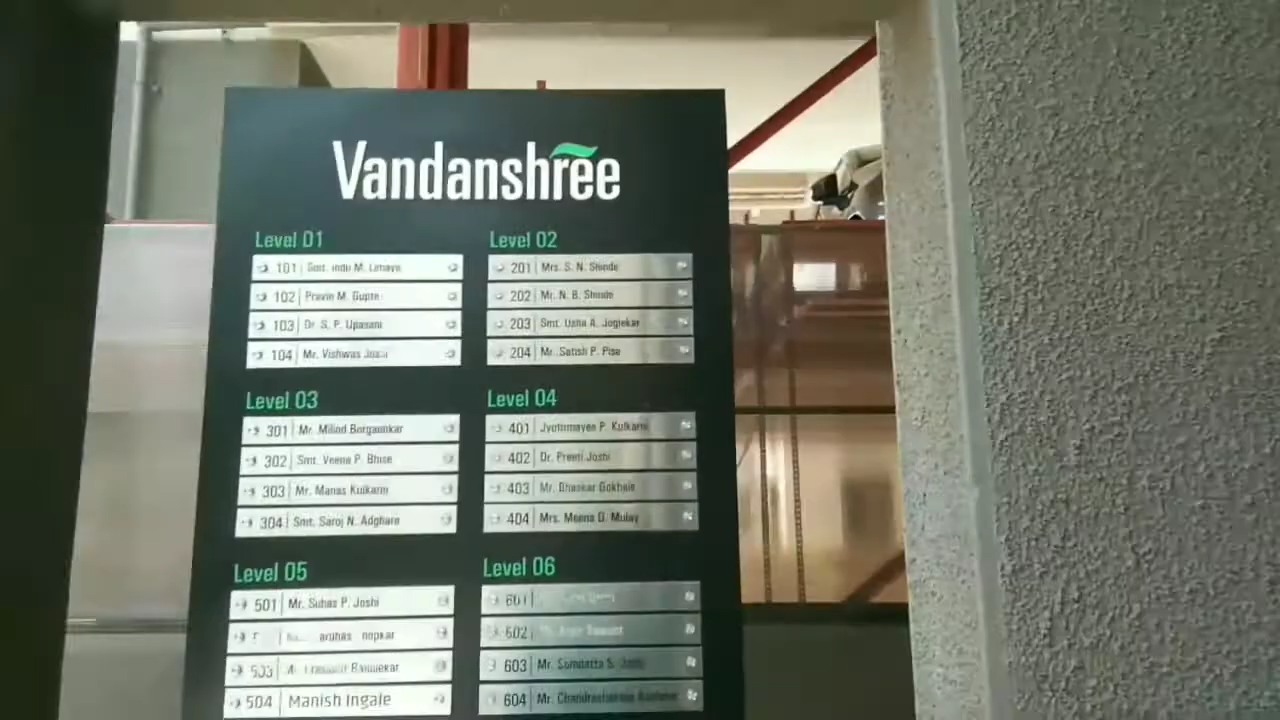 Vandanshree
Level 01
101 Smt. Indu M. Limaye
102 Pravin M. Gupte
103 Dr. S. P. Upasani
104 Mr. Vishwas Joshi
Level 02
201 Mrs. S. N. Shinde
202 Mr. N. B. Shinde
203 Smt. Usha A. Joglekar
204 Mr. Satish P. Pise
Level 03
301 Mr. Milind Borgaonkar
302 Smt. Veena P. Bhise
303 Mr. Manas Kulkarni
304 Smt. Saroj N. Adghare
Level 04
401 Jyotirmayee P. Kulkarni
402 Dr. Preeti Joshi
403 Mr. Bhaskar Gokhale
404 Mrs. Meena D. Mulay
Level 05
501 Mr. Suhas P. Joshi
503
504 Manish Ingale
Level 06
601
602
603 Mr. Somdatta S. Joshi
604 Mr.